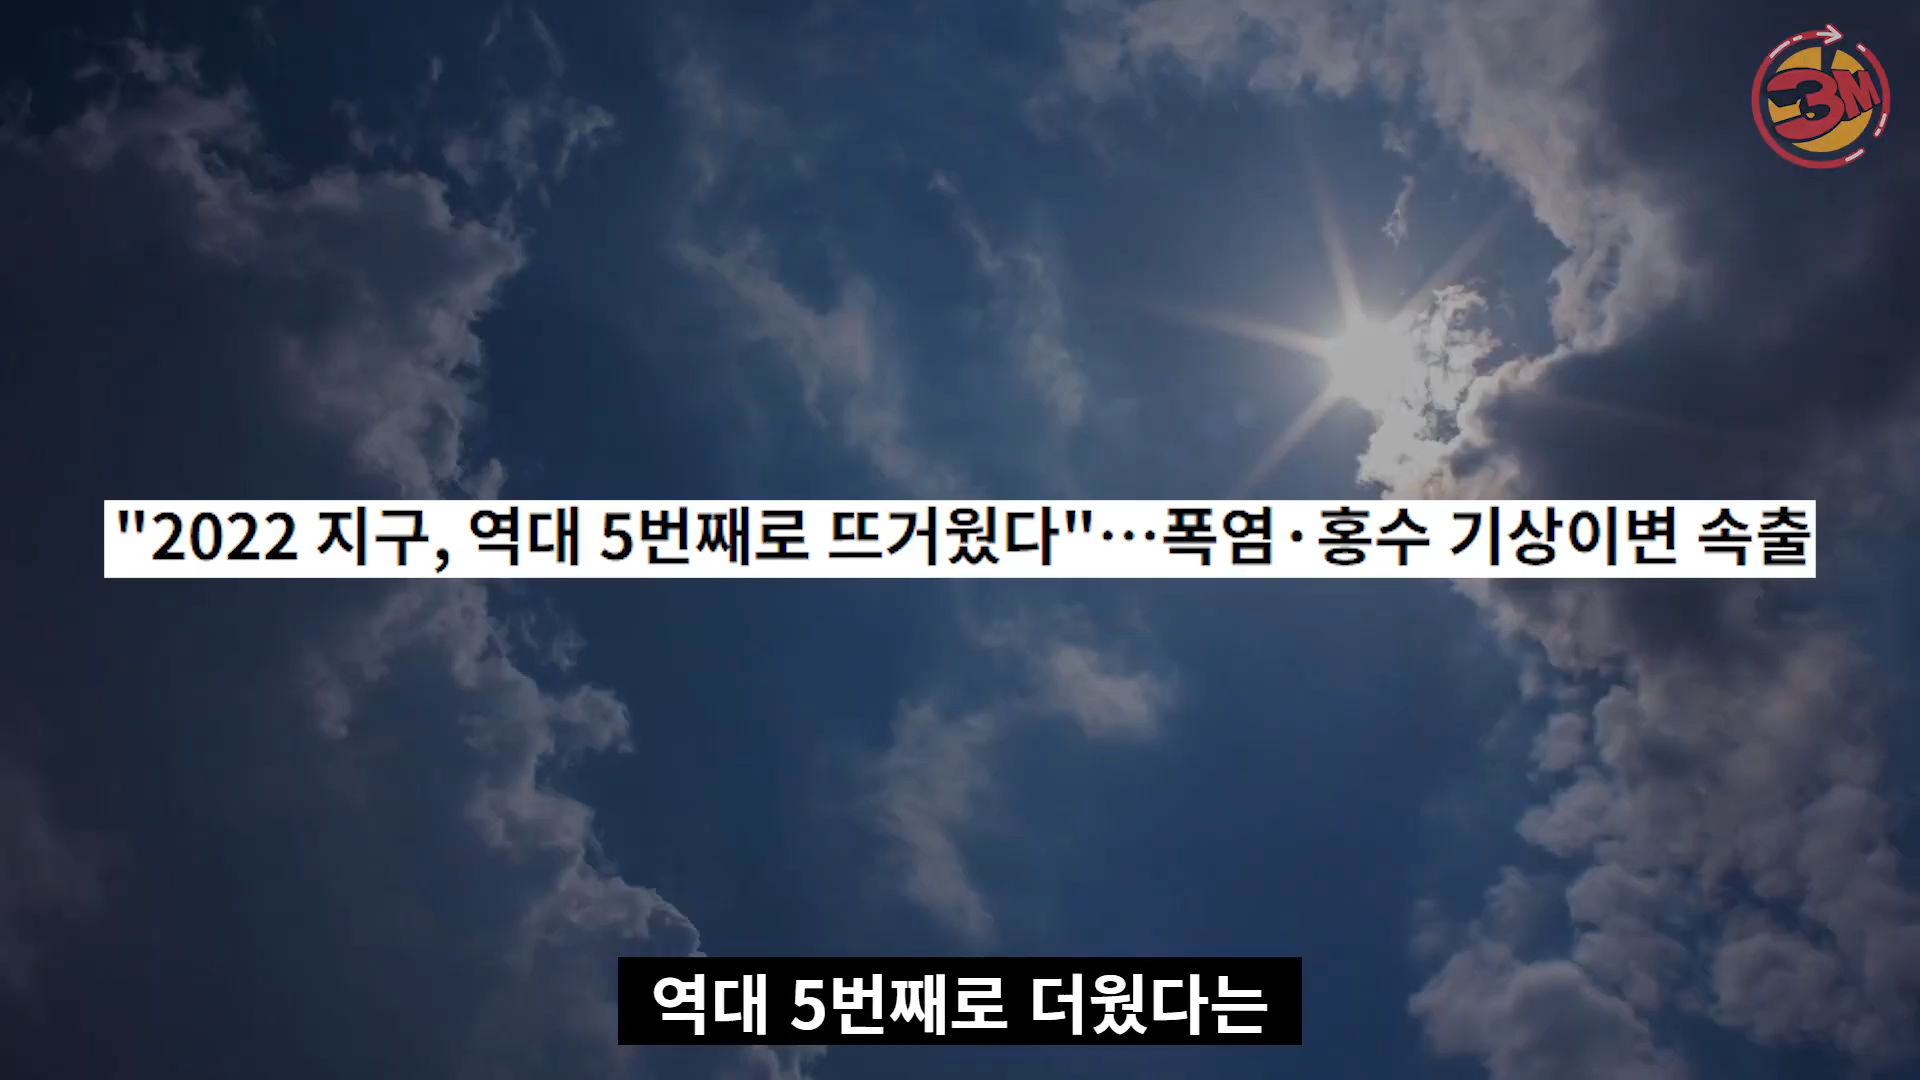 3M
"2022 지구, 역대 5번째로 뜨거웠다"…폭염·홍수 기상이변 속출
역대 5번째로 더웠다는